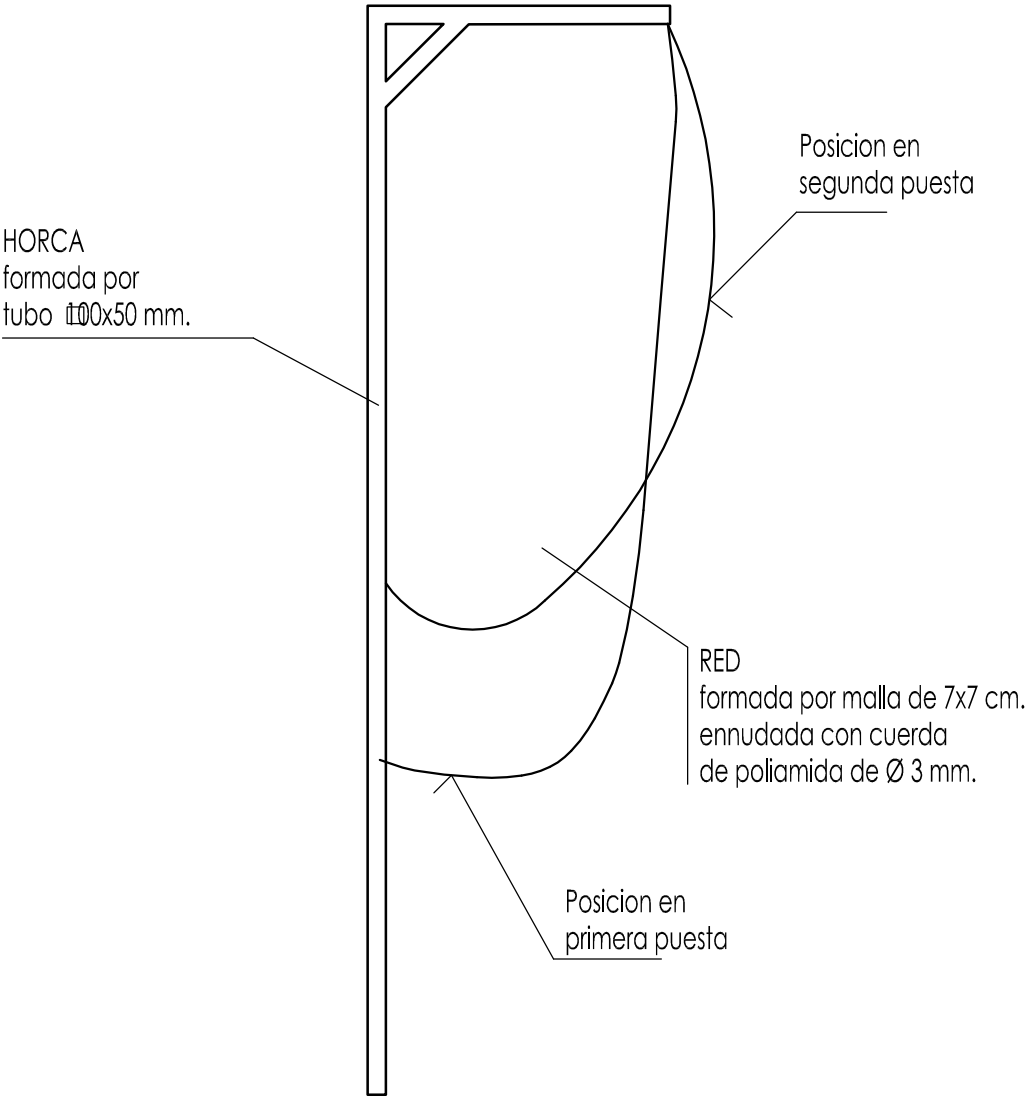 Posicion en
segunda puesta
HORCA
formada por
tubo □100x50 mm.
RED
formada por malla de 7x7 cm.
ennudada con cuerda
de poliamida de Ø 3 mm.
Posicion en
primera puesta